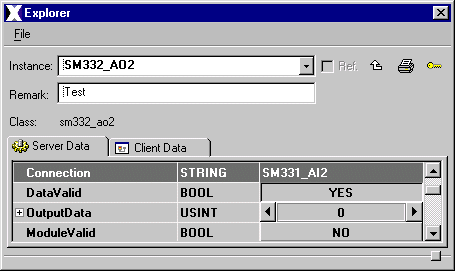 Explorer
File
Instance: SM332_AO2 Ref.
Remark: Test
Class: sm332_ao2
Server Data Client Data
Connection STRING SM331_AI2
DataValid BOOL YES
OutputData USINT 0
ModuleValid BOOL NO